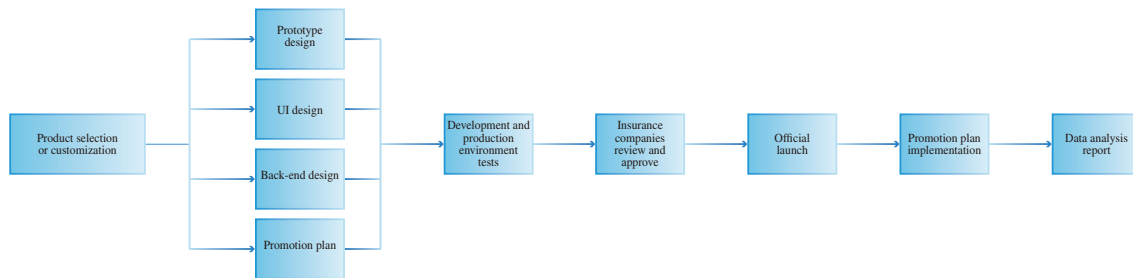 Product selection
or customization
Prototype
design
UI design
Back-end design
Promotion plan
Development and
production
environment
tests
Insurance
companies
review and
approve
Official
launch
Promotion plan
implementation
Data analysis
report